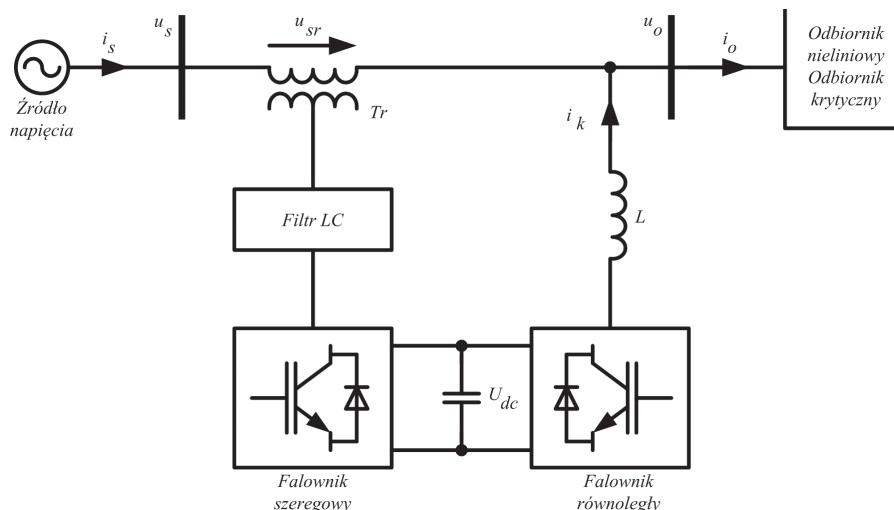 i s
u s
u sr
u o
i o
Odbiornik
nieliniowy
Odbiornik
krytyczny
Źródło
napięcia
Tr
i k
Filtr LC
L
U dc
Falownik
szeregowy
Falownik
równoległy